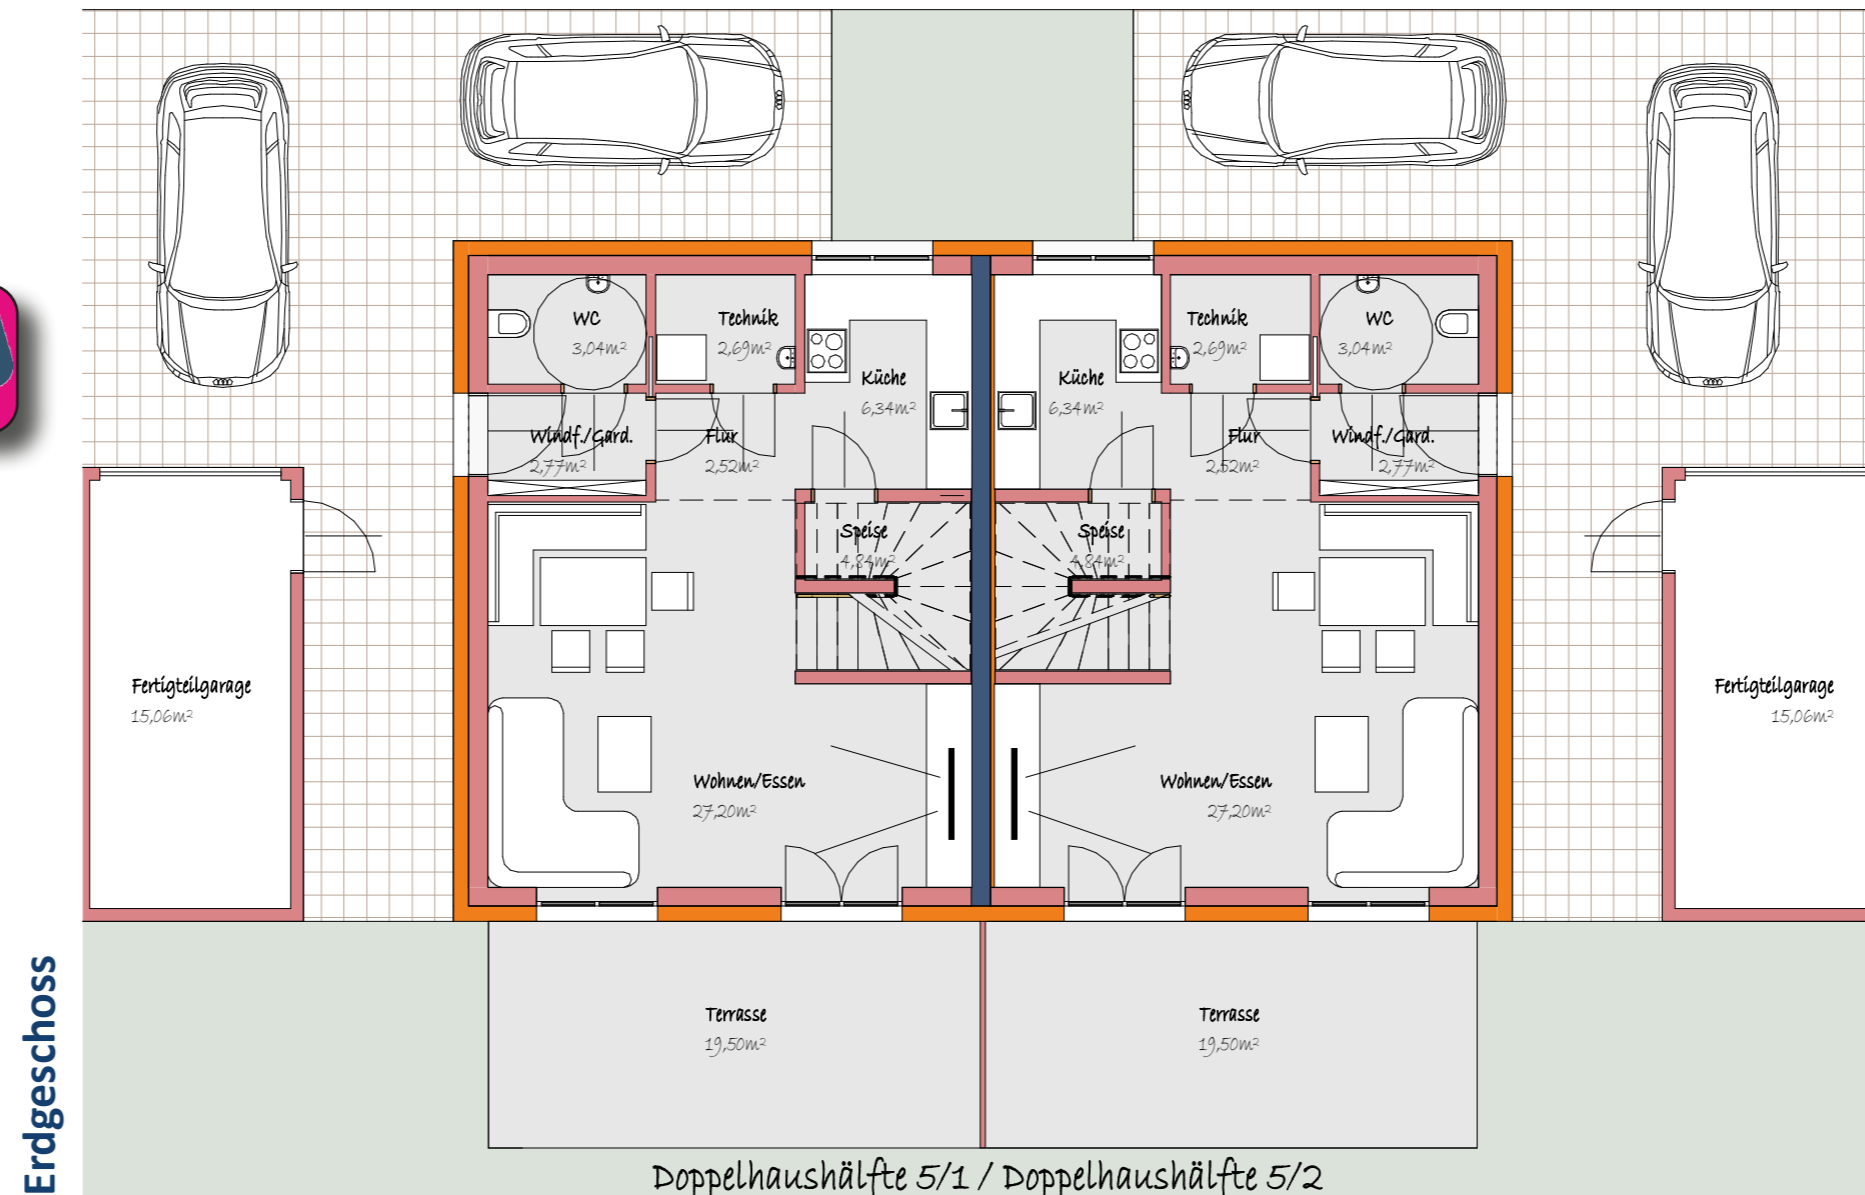 WC
3,04m²
Technik
2,69m²
Küche
6,34m²
Windf./Gard.
2,77m²
Flur
2,52m²
Speise
4,84m²
Wohnen/Essen
27,20m²
Fertigteilgarage
15,06m²
Terrasse
19,50m²
Küche
6,34m²
Technik
2,69m²
WC
3,04m²
Flur
2,52m²
Windf./Gard.
2,77m²
Speise
4,84m²
Wohnen/Essen
27,20m²
Fertigteilgarage
15,06m²
Terrasse
19,50m²
Erdgeschoss
Doppelhaushälfte 5/1 / Doppelhaushälfte 5/2